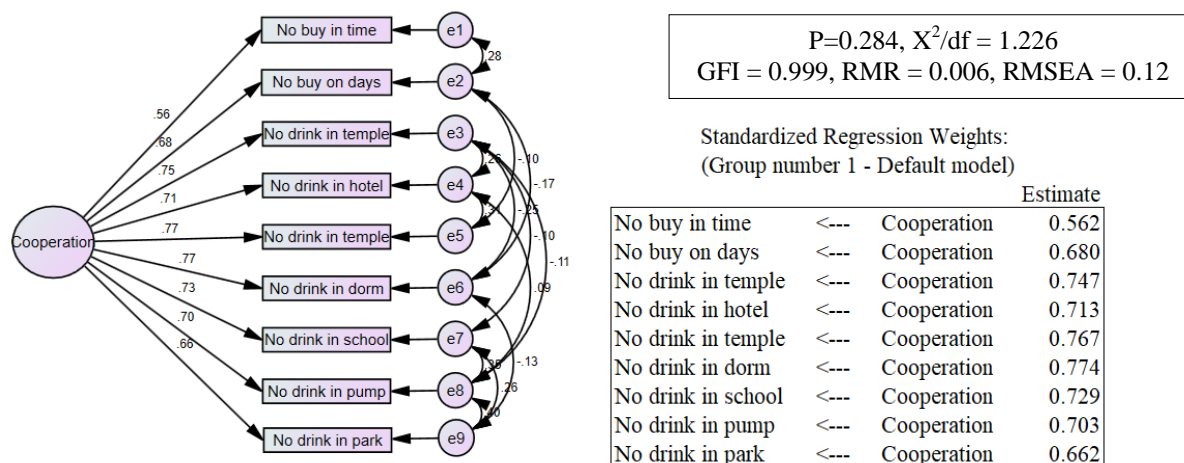 No buy in time
e1
.28
No buy on days
e2
.56
.68
No drink in temple
e3
.75
.26
-.10
.71
No drink in hotel
e4
-.17
.77
.31
-.25
Cooperation
No drink in temple
e5
-.10
-.11
.77
No drink in dorm
e6
.09
.73
.70
No drink in school
e7
.66
.35
-.13
.26
No drink in pump
e8
.40
No drink in park
e9
P=0.284, X²/df = 1.226
GFI = 0.999, RMR = 0.006, RMSEA = 0.12
Standardized Regression Weights:
(Group number 1 - Default model)
Estimate
No buy in time <--- Cooperation 0.562
No buy on days <--- Cooperation 0.680
No drink in temple <--- Cooperation 0.747
No drink in hotel <--- Cooperation 0.713
No drink in temple <--- Cooperation 0.767
No drink in dorm <--- Cooperation 0.774
No drink in school <--- Cooperation 0.729
No drink in pump <--- Cooperation 0.703
No drink in park <--- Cooperation 0.662